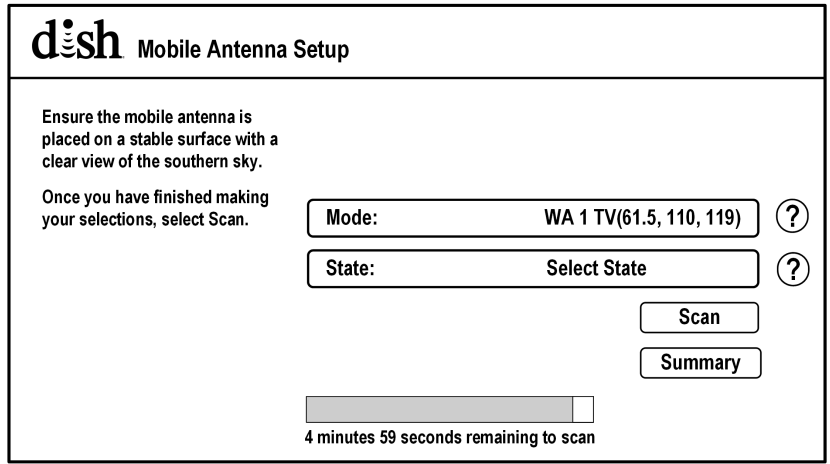 dish Mobile Antenna Setup
Ensure the mobile antenna is
placed on a stable surface with a
clear view of the southern sky.
Once you have finished making
your selections, select Scan.
Mode: WA 1 TV(61.5, 110, 119) ?
State: Select State ?
Scan
Summary
4 minutes 59 seconds remaining to scan